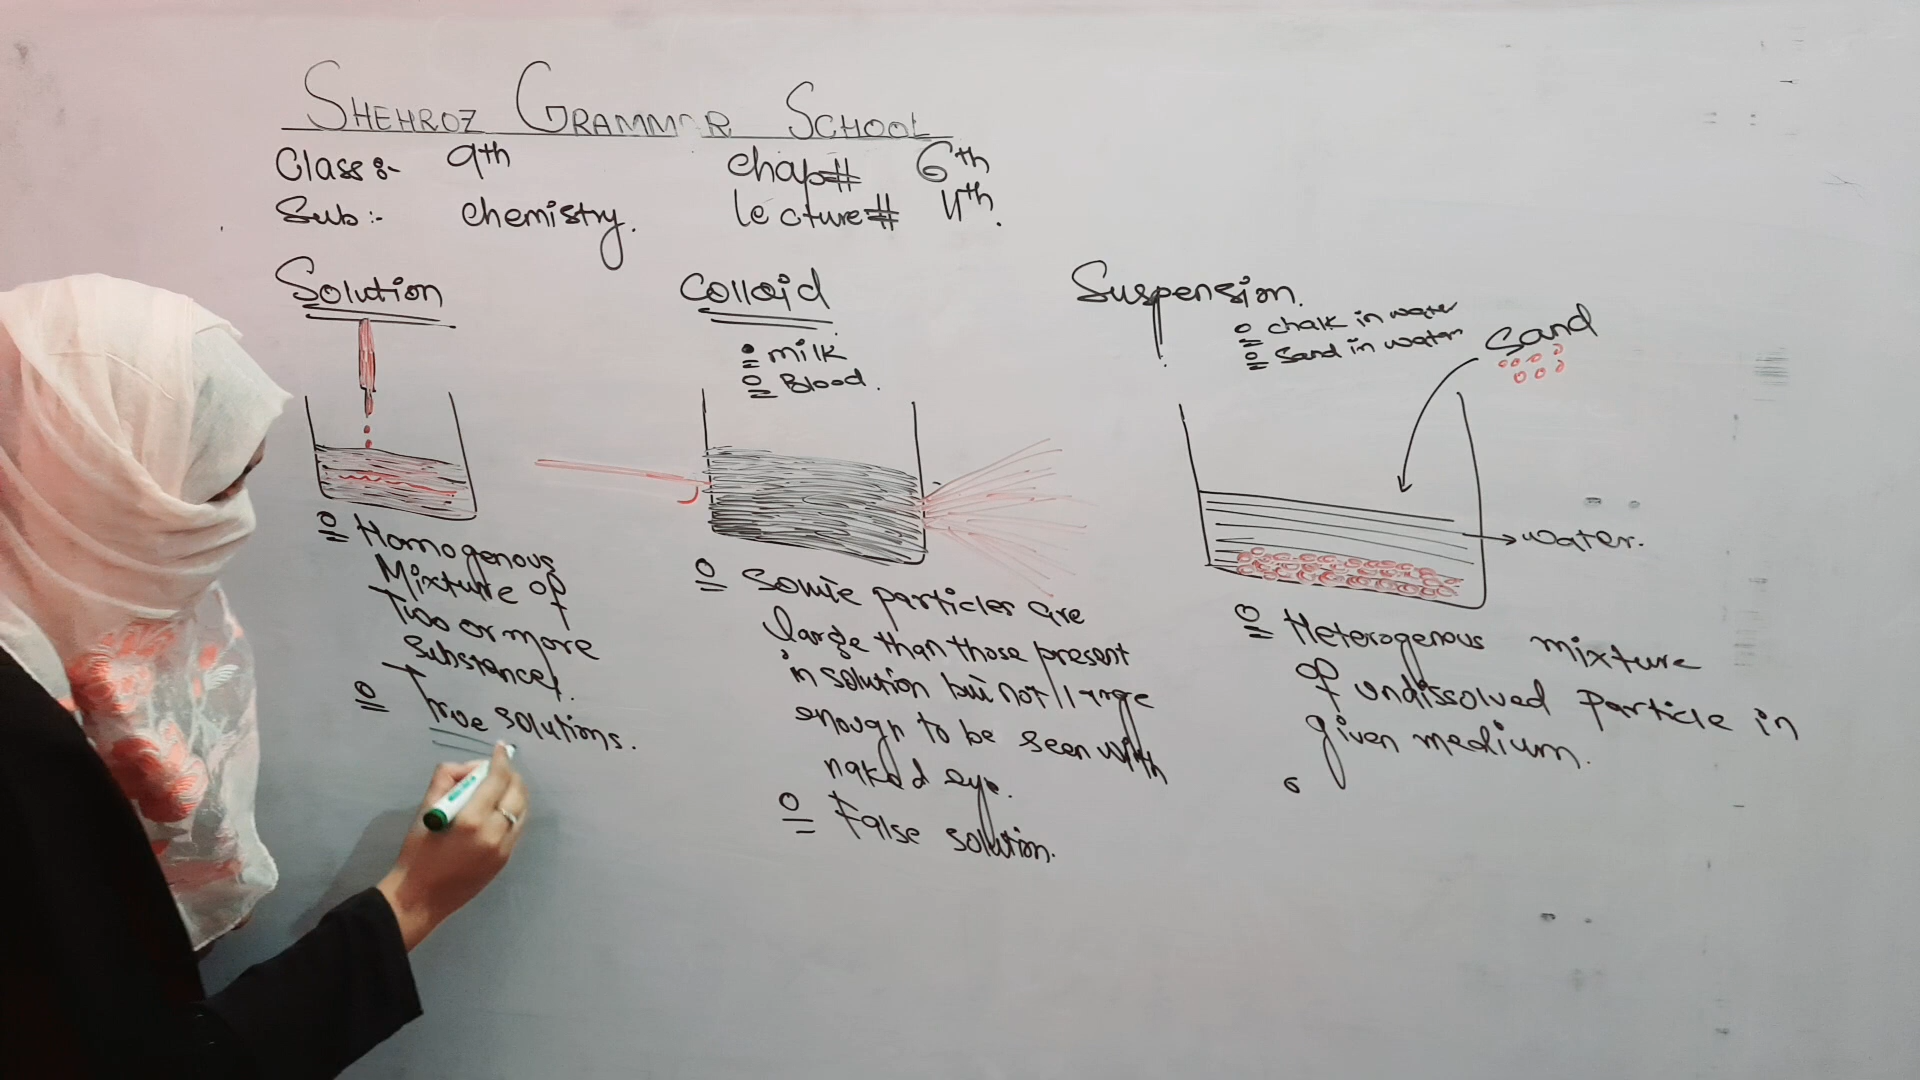 SHEHROZ GRAMMAR SCHOOL
Class:- 9th chap# 6th
Sub:- chemistry. lecture# 4th.
Solution
Homogenous
Mixture of
Two or more
Substances.
True solutions.
Colloid
milk
Blood.
Some particles are
large than those present
in solution but not large
enough to be seen with
naked eye.
False solution.
Suspension.
chalk in water
Sand in water
Sand
water.
Heterogenous mixture
of undissolved particle in
given medium.